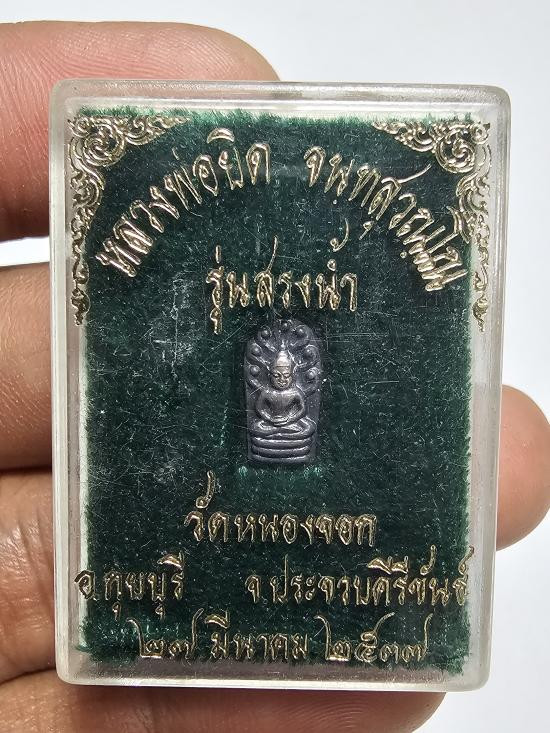 หลวงพ่อยิด จนฺทสุวณฺโณ
รุ่นสรงน้ำ
วัดหนองจอก
อ.กุยบุรี จ.ประจวบคีรีขันธ์
๒๗ มีนาคม ๒๕๓๗